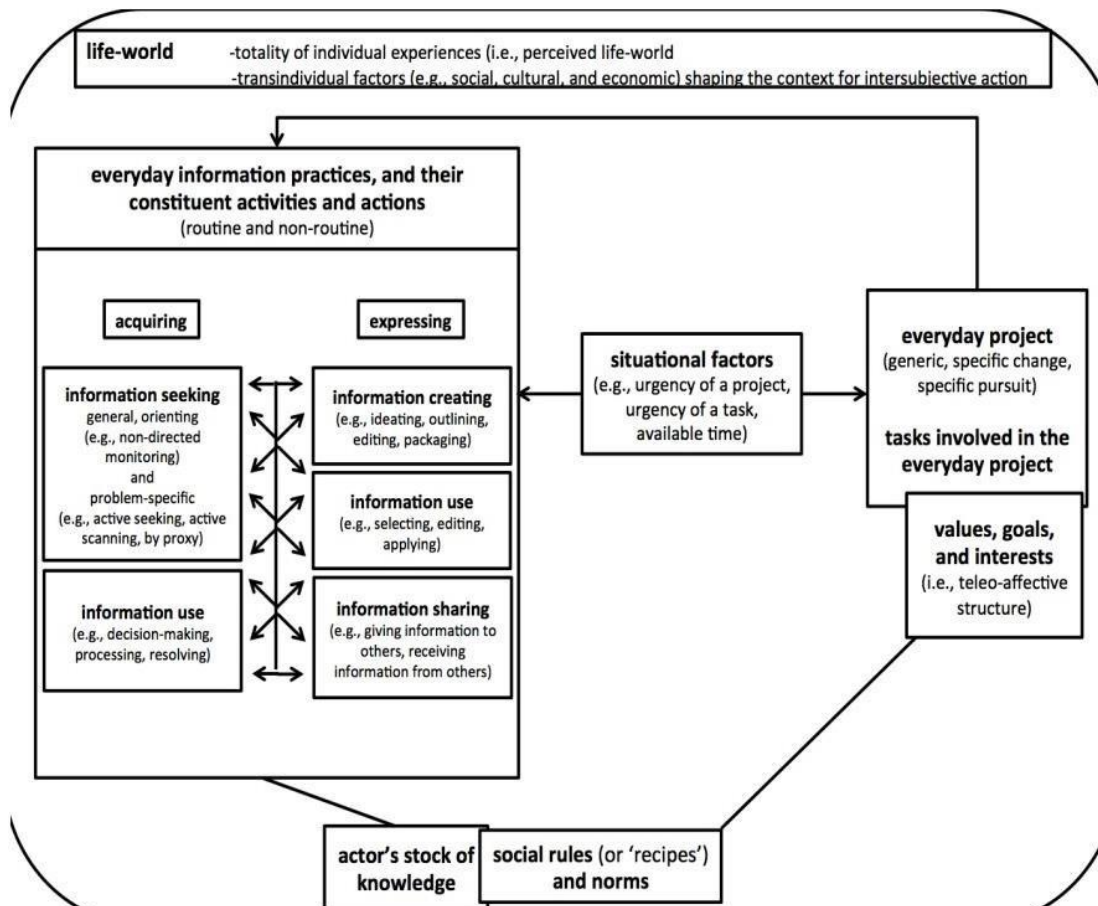 life-world -totality of individual experiences (i.e., perceived life-world
-transindividual factors (e.g., social, cultural, and economic) shaping the context for intersubjective action
everyday information practices, and their
constituent activities and actions
(routine and non-routine)
acquiring
expressing
information seeking
general, orienting
(e.g., non-directed
monitoring)
and
problem-specific
(e.g., active seeking, active
scanning, by proxy)
information use
(e.g., decision-making,
processing, resolving)
information creating
(e.g., ideating, outlining,
editing, packaging)
information use
(e.g., selecting, editing,
applying)
information sharing
(e.g., giving information to
others, receiving
information from others)
situational factors
(e.g., urgency of a project,
urgency of a task,
available time)
everyday project
(generic, specific change,
specific pursuit)
tasks involved in the
everyday project
values, goals,
and interests
(i.e., teleo-affective
structure)
actor's stock of
knowledge
social rules (or 'recipes')
and norms